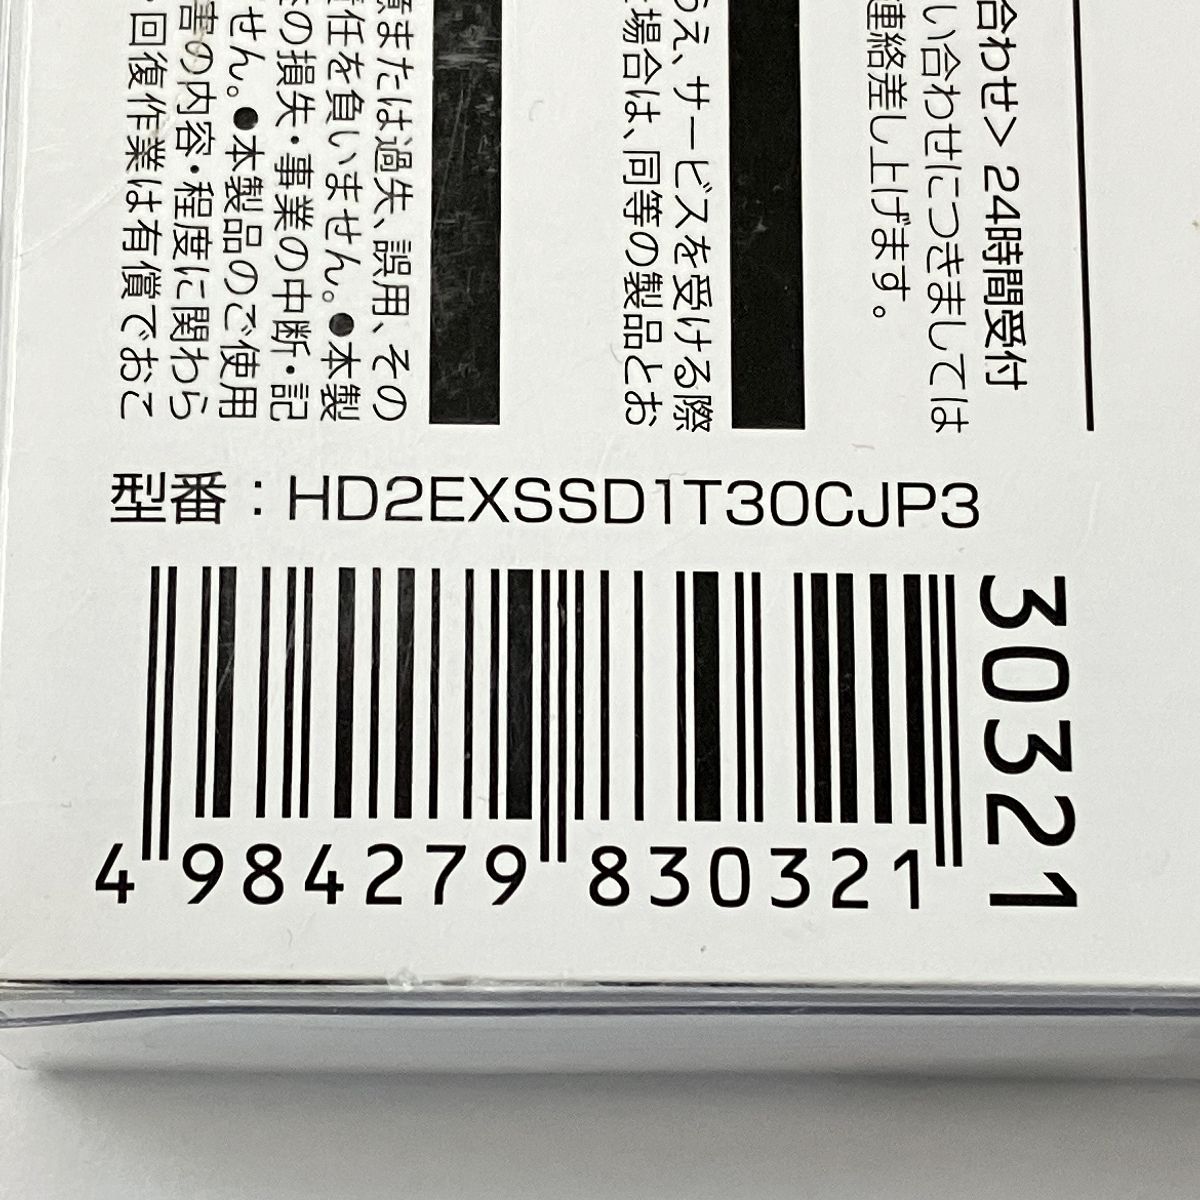 合わせ> 24時間受付
い合わせにつきましては
連絡差し上げます。
うえ、サービスを受ける際
場合は、同等の製品とお
または過失、誤用、その
任を負いません。●本製
の損失・事業の中断・記
せん。●本製品のご使用
害の内容・程度に関わら
回復作業は有償でおこ
型番：HD2EXSSD1T30CJP3
30321
4 984279 830321